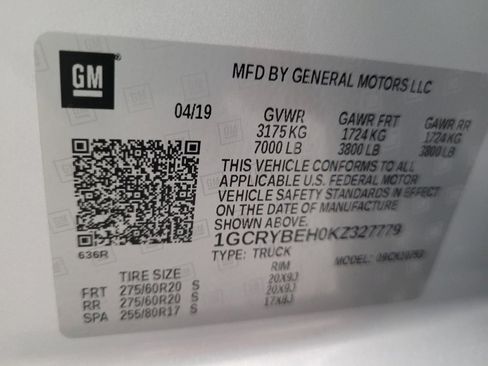 GM
MFD BY GENERAL MOTORS LLC
04/19 GVWR GAWR FRT GAWR RR
3175 KG 1724 KG 1724 KG
7000 LB 3800 LB 3800 LB
THIS VEHICLE CONFORMS TO ALL
APPLICABLE U.S. FEDERAL MOTOR
VEHICLE SAFETY STANDARDS IN EFFECT
ON THE DATE OF MANUFACTURE
SHOWN ABOVE.
1GCRYBEH0KZ327779
636R
TYPE: TRUCK MODEL:
TIRE SIZE RIM
FRT 275/60R20 S 20X9J
RR 275/60R20 S 20X9J
SPA 255/80R17 S 17X8J